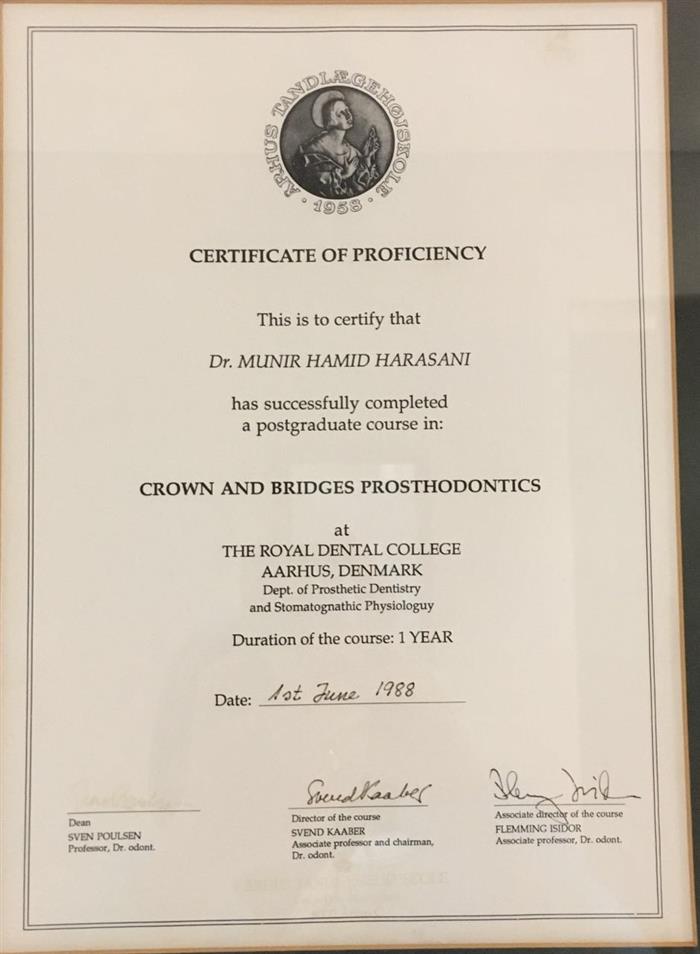 ÅRHUS TANDLÆGEHØJSKOLE
· 1958 ·
CERTIFICATE OF PROFICIENCY
This is to certify that
Dr. MUNIR HAMID HARASANI
has successfully completed
a postgraduate course in:
CROWN AND BRIDGES PROSTHODONTICS
at
THE ROYAL DENTAL COLLEGE
AARHUS, DENMARK
Dept. of Prosthetic Dentistry
and Stomatognathic Physiologuy
Duration of the course: 1 YEAR
Date: 1st June 1988
Svend Kaaber
Dean
SVEN POULSEN
Professor, Dr. odont.
Director of the course
SVEND KAABER
Associate professor and chairman,
Dr. odont.
Associate director of the course
FLEMMING ISIDOR
Associate professor, Dr. odont.